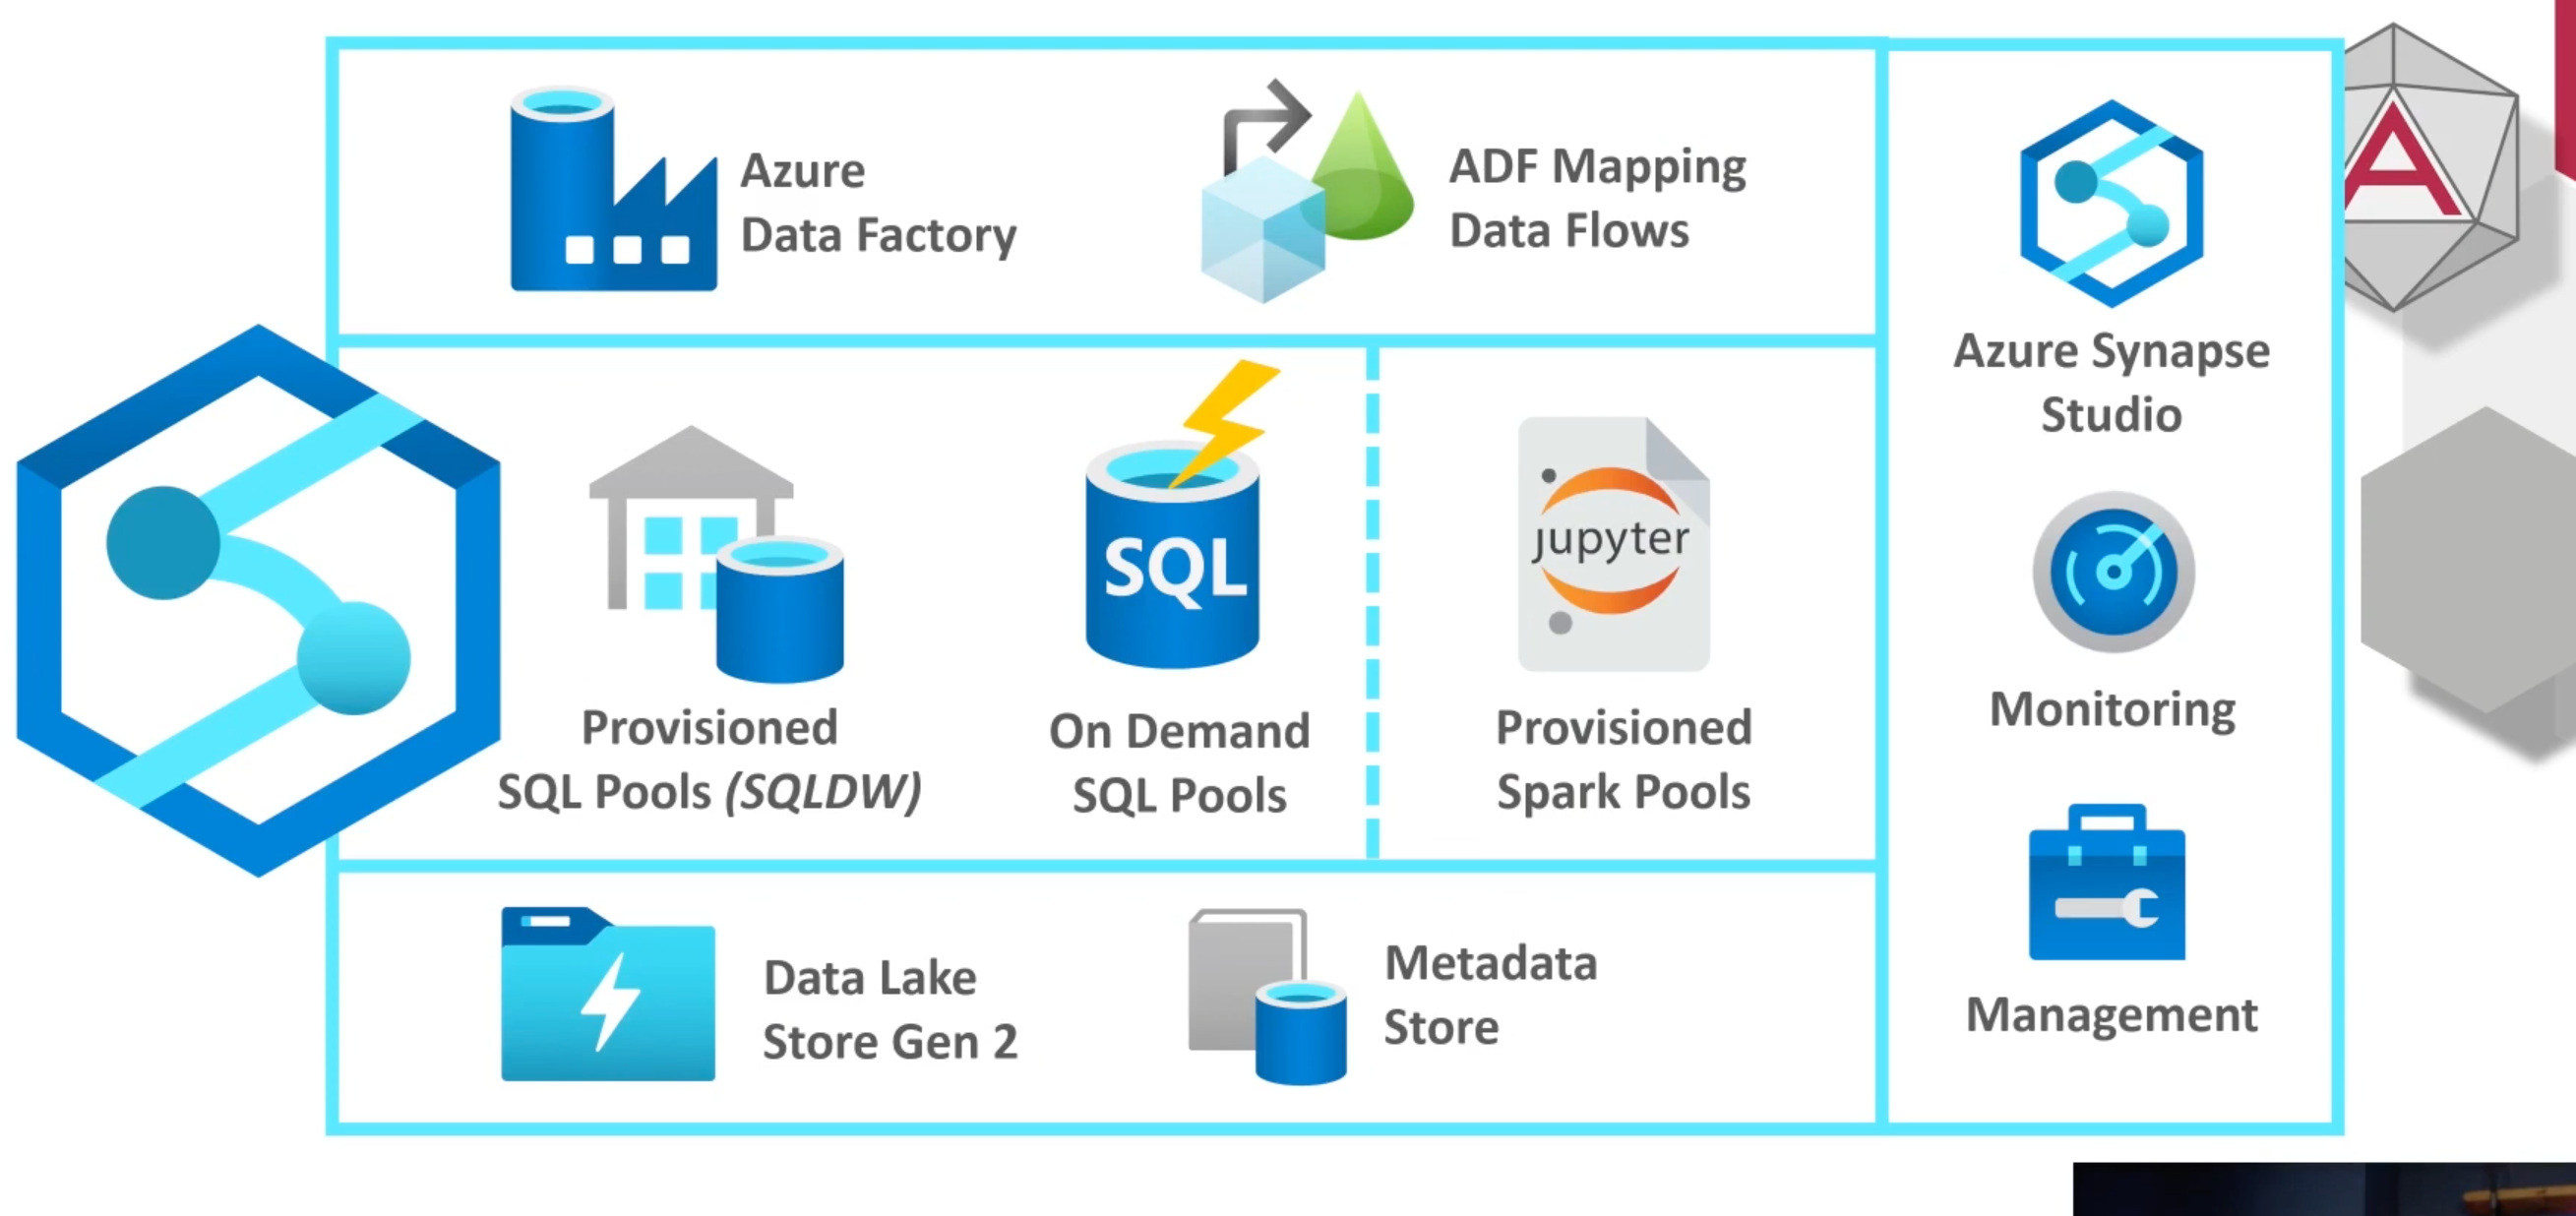 Azure
Data Factory
ADF Mapping
Data Flows
SQL
jupyter
Provisioned
SQL Pools (SQLDW)
On Demand
SQL Pools
Provisioned
Spark Pools
Data Lake
Store Gen 2
Metadata
Store
Azure Synapse
Studio
Monitoring
Management
A